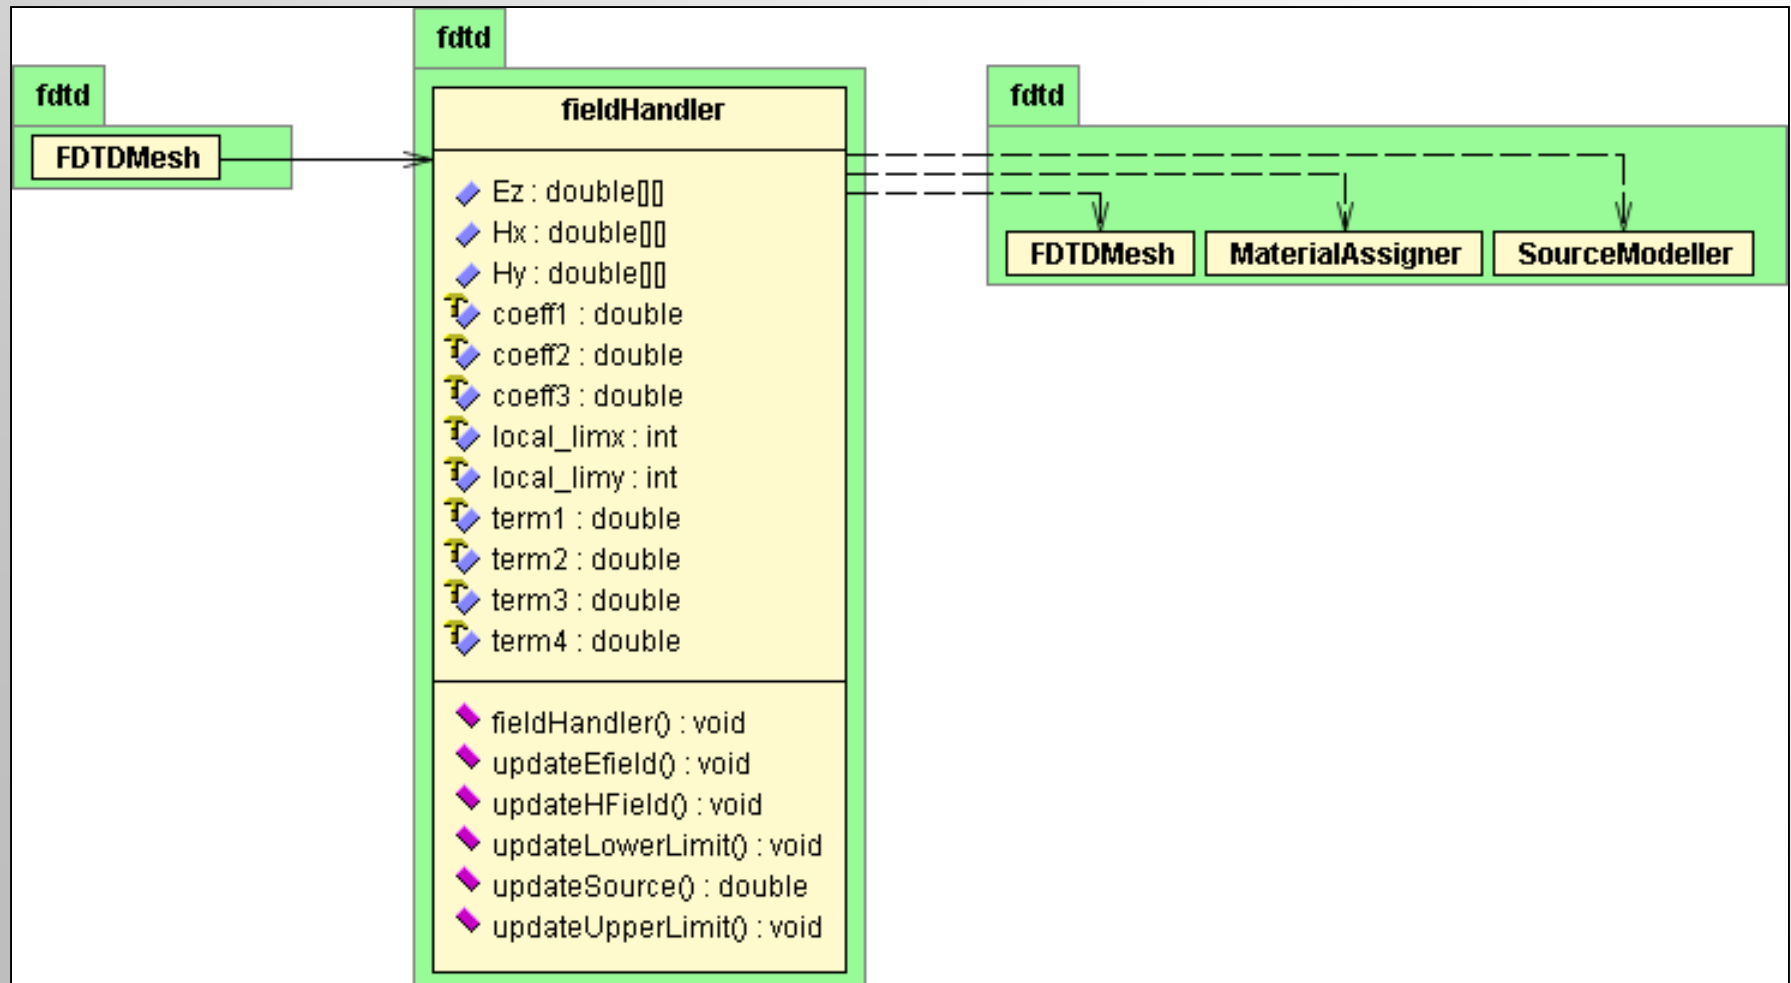 fdtd
FDTDMesh
fdtd
fieldHandler
Ez : double[][]
Hx : double[][]
Hy : double[][]
coeff1 : double
coeff2 : double
coeff3 : double
local_limx : int
local_limy : int
term1 : double
term2 : double
term3 : double
term4 : double
fieldHandler() : void
updateEfield() : void
updateHField() : void
updateLowerLimit() : void
updateSource() : double
updateUpperLimit() : void
fdtd
FDTDMesh
MaterialAssigner
SourceModeller